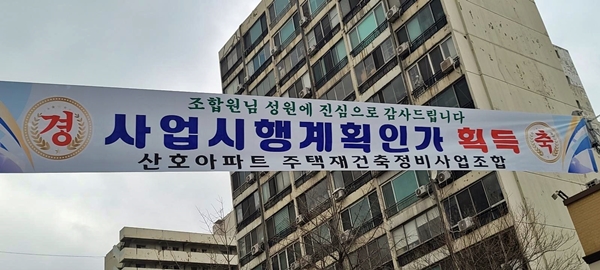 조합원님 성원에 진심으로 감사드립니다
경 사업시행계획인가 획득 축
산호아파트 주택재건축정비사업조합